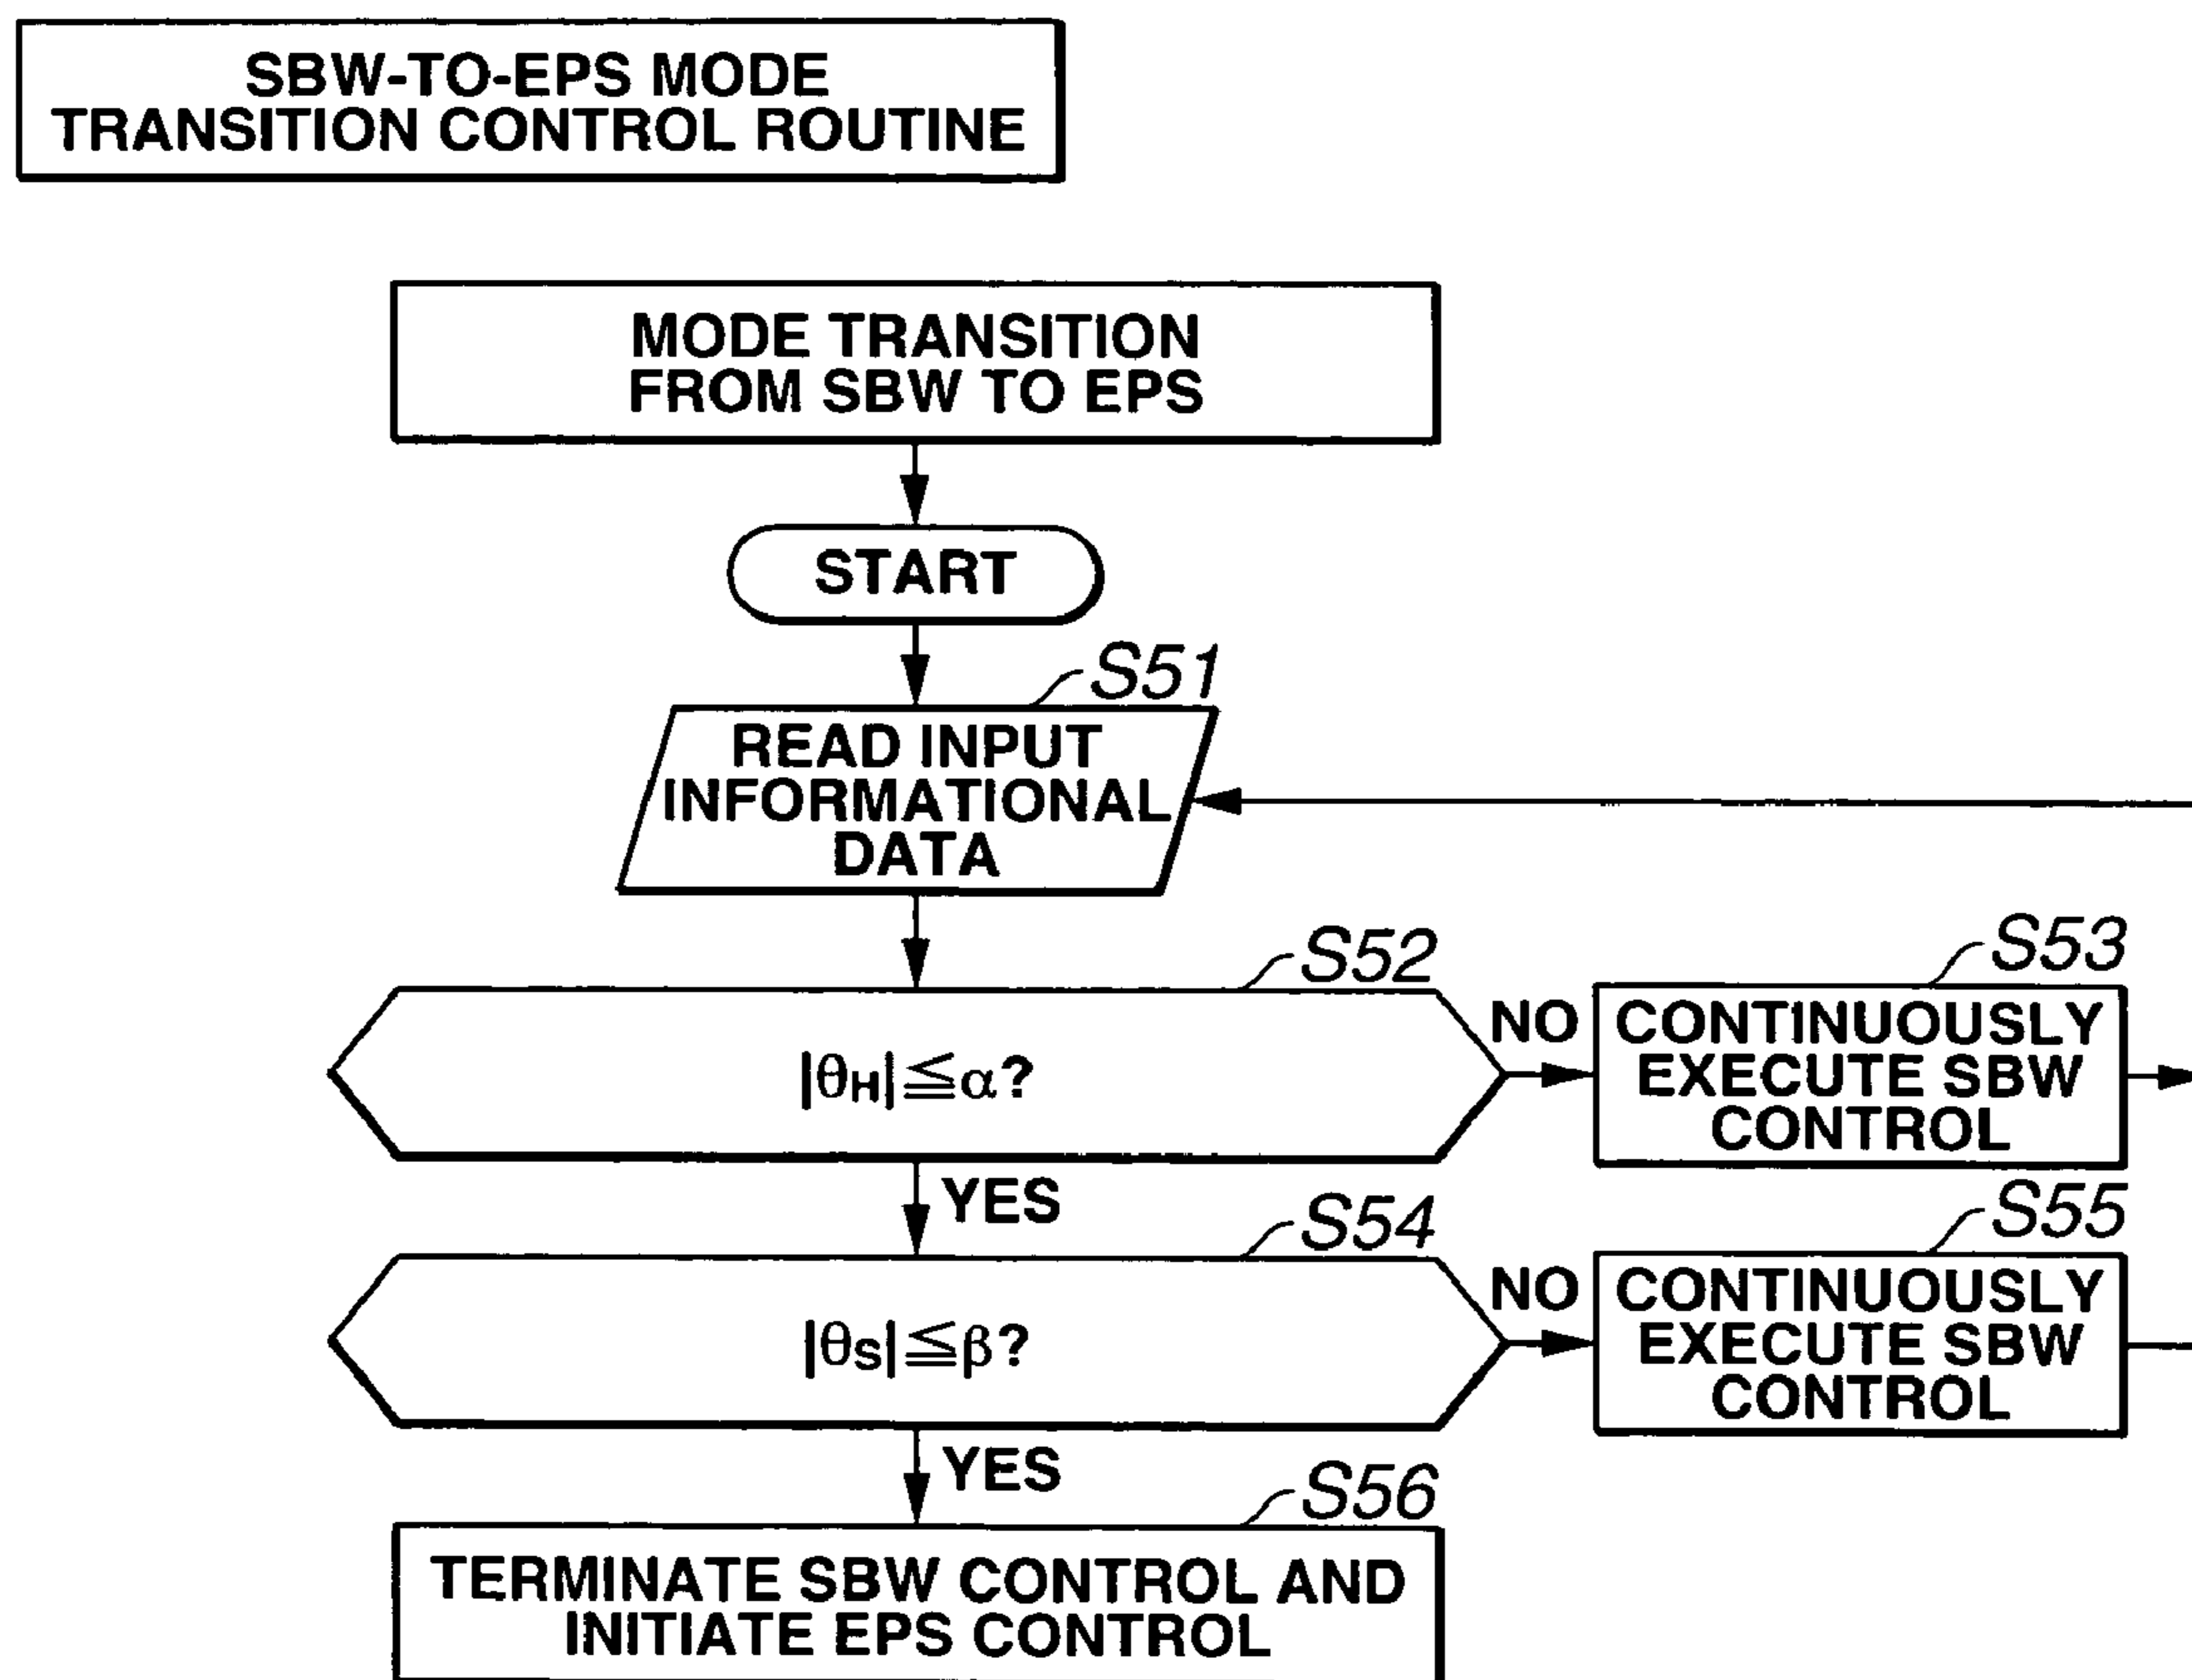 SBW-TO-EPS MODE
TRANSITION CONTROL ROUTINE
MODE TRANSITION
FROM SBW TO EPS
START
S51
READ INPUT
INFORMATIONAL
DATA
S52
|θH|≦α?
NO
S53
CONTINUOUSLY
EXECUTE SBW
CONTROL
YES
S54
|θS|≦β?
NO
S55
CONTINUOUSLY
EXECUTE SBW
CONTROL
YES
S56
TERMINATE SBW CONTROL AND
INITIATE EPS CONTROL